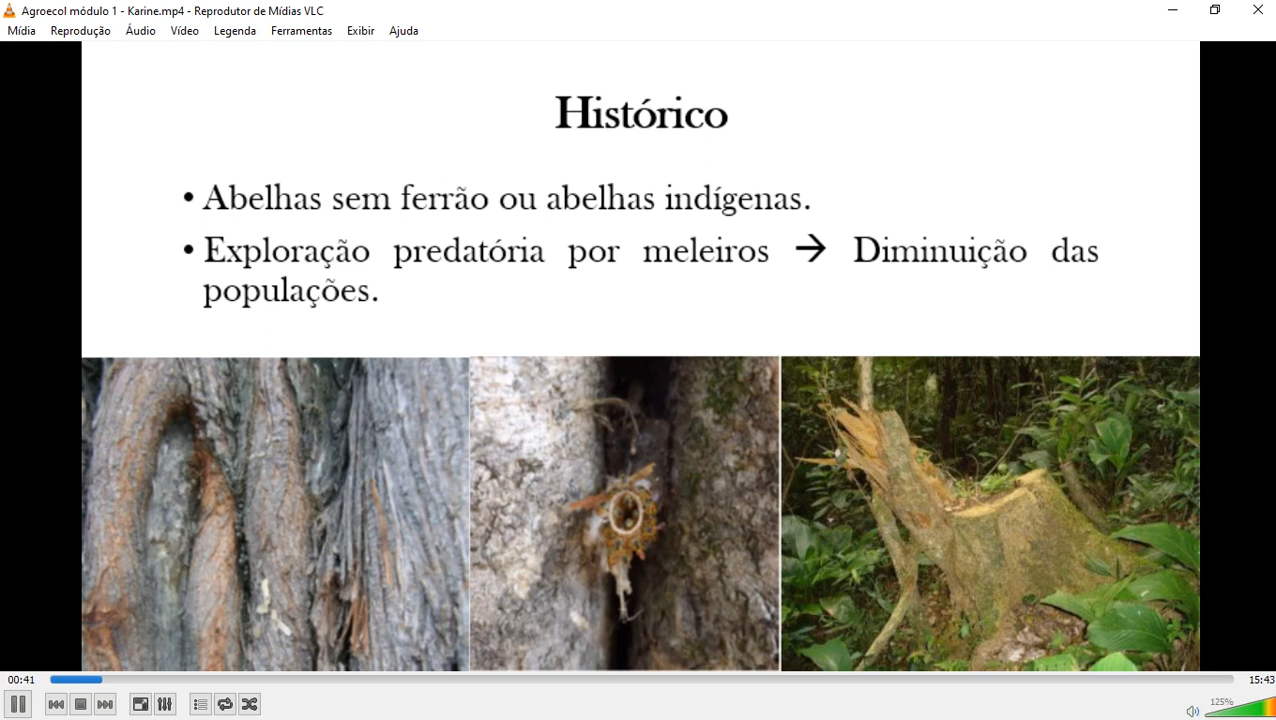 Agroecol módulo 1 - Karine.mp4 - Reprodutor de Mídias VLC
Mídia Reprodução Áudio Vídeo Legenda Ferramentas Exibir Ajuda
Histórico
• Abelhas sem ferrão ou abelhas indígenas.
• Exploração predatória por meleiros → Diminuição das
populações.
00:41 15:43
125%